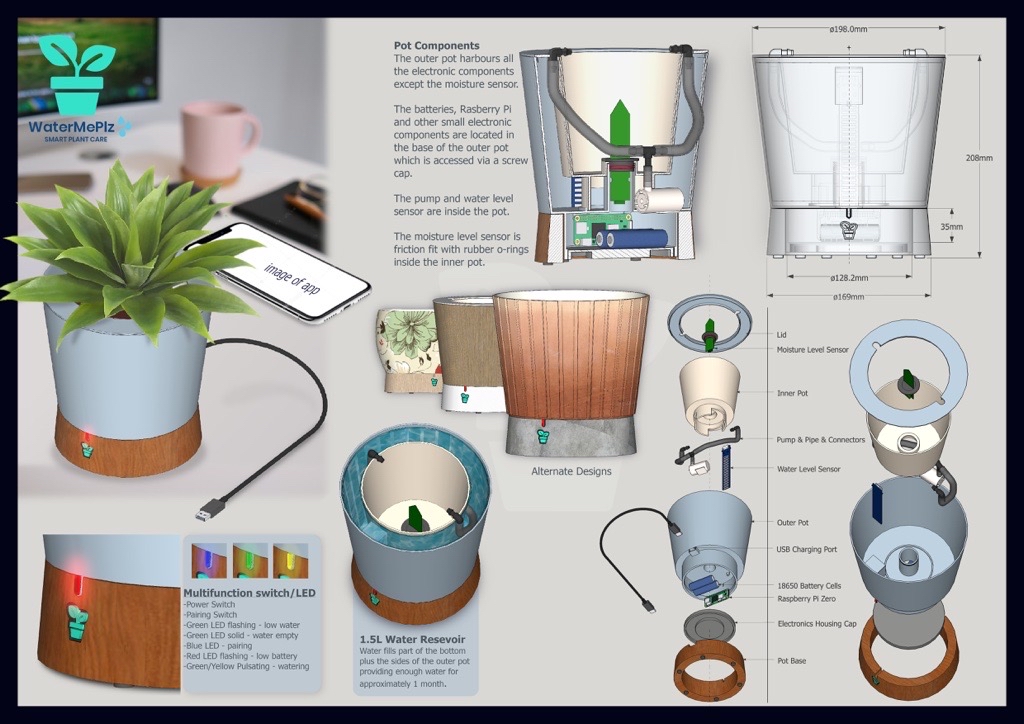 WaterMePlz
SMART PLANT CARE
image of app
Pot Components
The outer pot harbours all
the electronic components
except the moisture sensor.
The batteries, Rasberry Pi
and other small electronic
components are located in
the base of the outer pot
which is accessed via a screw
cap.
The pump and water level
sensor are inside the pot.
The moisture level sensor is
friction fit with rubber o-rings
inside the inner pot.
ø198.0mm
208mm
35mm
ø128.2mm
ø169mm
Alternate Designs
Lid
Moisture Level Sensor
Inner Pot
Pump & Pipe & Connectors
Water Level Sensor
Outer Pot
USB Charging Port
18650 Battery Cells
Raspberry Pi Zero
Electronics Housing Cap
Pot Base
Multifunction switch/LED
-Power Switch
-Pairing Switch
-Green LED flashing - low water
-Green LED solid - water empty
-Blue LED - pairing
-Red LED flashing - low battery
-Green/Yellow Pulsating - watering
1.5L Water Resevoir
Water fills part of the bottom
plus the sides of the outer pot
providing enough water for
approximately 1 month.